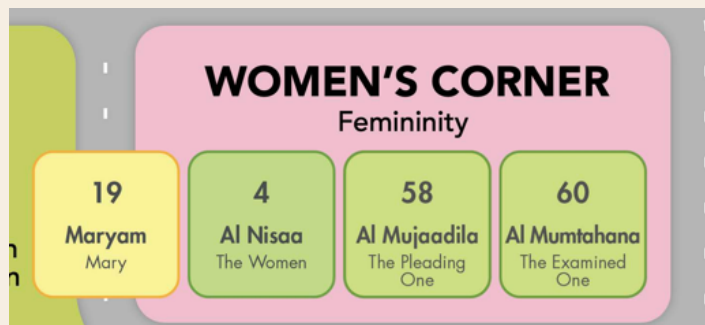 WOMEN'S CORNER
Femininity
19
Maryam
Mary
4
Al Nisaa
The Women
58
Al Mujaadila
The Pleading
One
60
Al Mumtahana
The Examined
One